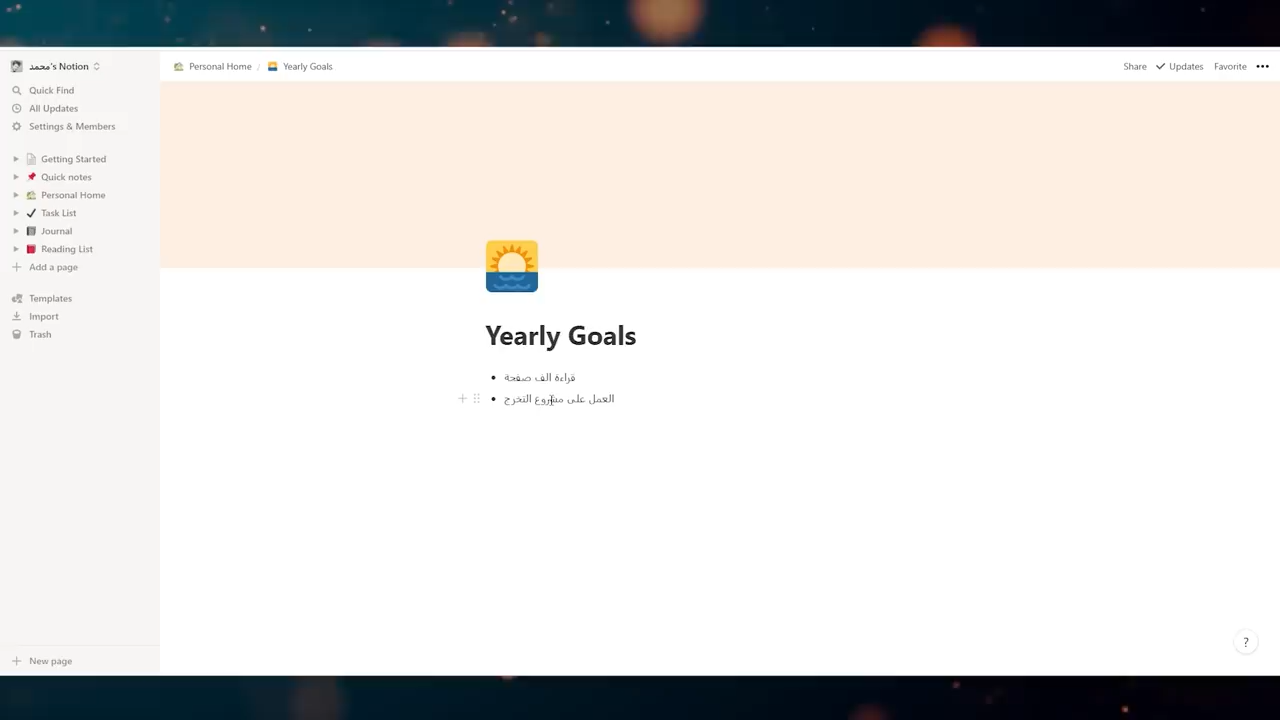 محمد's Notion
Personal Home / Yearly Goals
Share
Updates
Favorite
Quick Find
All Updates
Settings & Members
Getting Started
Quick notes
Personal Home
Task List
Journal
Reading List
Add a page
Templates
Import
Trash
Yearly Goals
قراءة الف صفحة
العمل على مشروع التخرج
New page
?